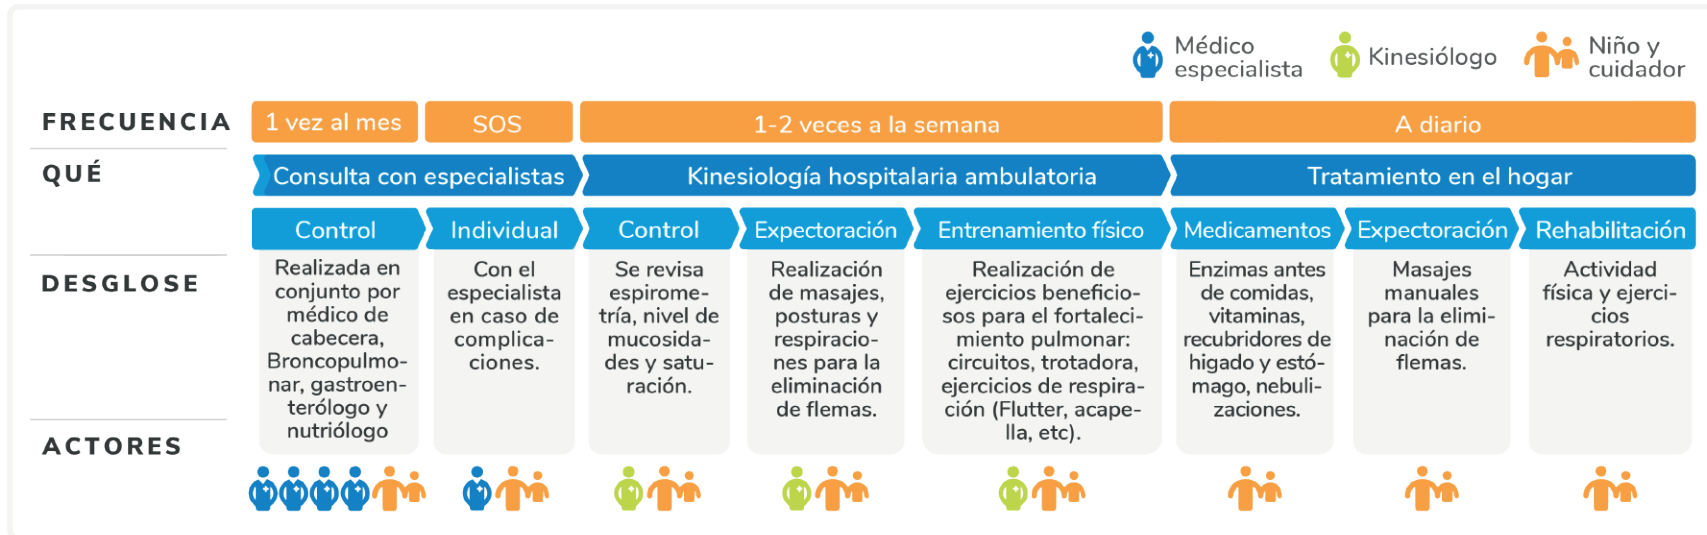 Médico
especialista
Kinesiólogo
Niño y
cuidador
FRECUENCIA
1 vez al mes
SOS
1-2 veces a la semana
A diario
QUÉ
Consulta con especialistas
Kinesiología hospitalaria ambulatoria
Tratamiento en el hogar
Control
Individual
Control
Expectoración
Entrenamiento físico
Medicamentos
Expectoración
Rehabilitación
DESGLOSE
Realizada en
conjunto por
médico de
cabecera,
Broncopulmo-
nar, gastroen-
terólogo y
nutriólogo
Con el
especialista
en caso de
complica-
ciones.
Se revisa
espirome-
tría, nivel de
mucosida-
des y satu-
ración.
Realización
de masajes,
posturas y
respiracio-
nes para la
eliminación
de flemas.
Realización de
ejercicios beneficio-
sos para el fortaleci-
miento pulmonar:
circuitos, trotadora,
ejercicios de respira-
ción (Flutter, acape-
lla, etc).
Enzimas antes
de comidas,
vitaminas,
recubridores de
higado y estó-
mago, nebuli-
zaciones.
Masajes
manuales
para la elimi-
nación de
flemas.
Actividad
física y ejerci-
cios
respiratorios.
ACTORES